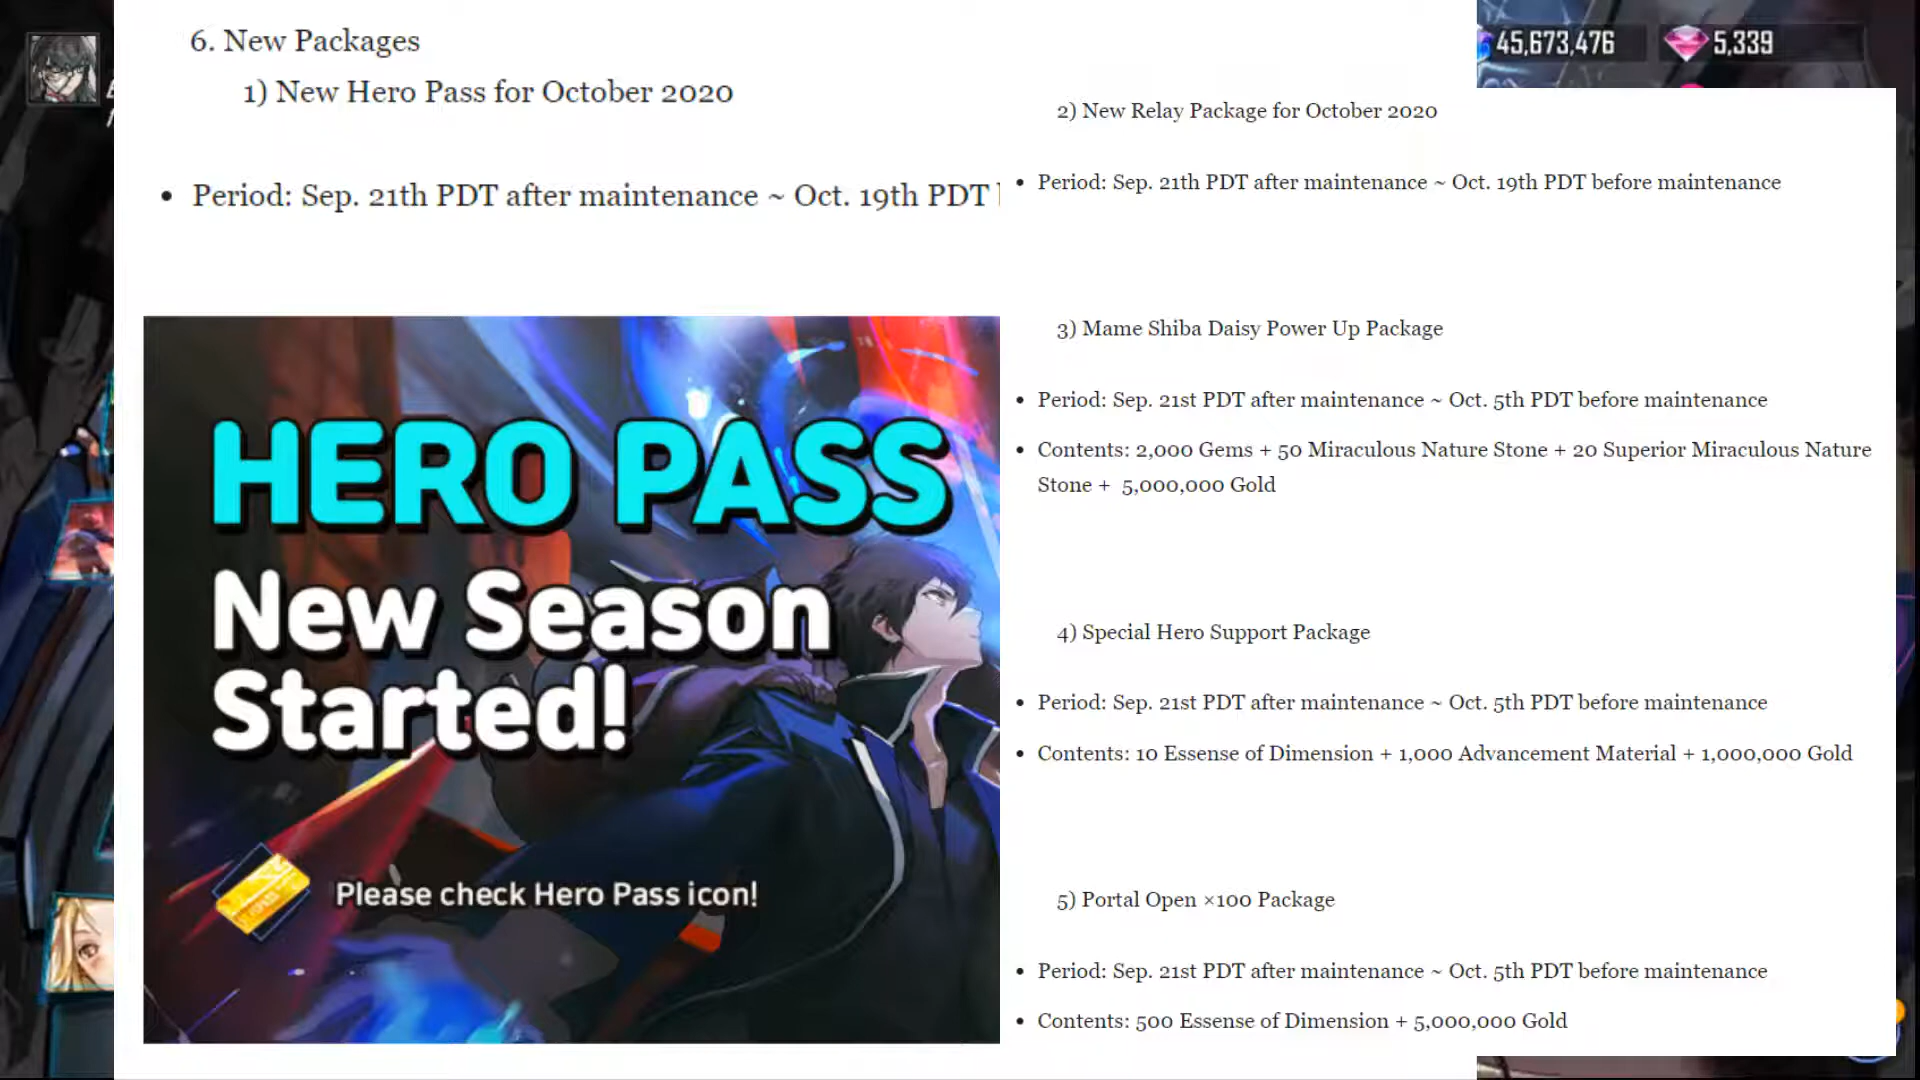 6. New Packages
1) New Hero Pass for October 2020
• Period: Sep. 21th PDT after maintenance ~ Oct. 19th PDT
HERO PASS
New Season
Started!
Please check Hero Pass icon!
45,673,476
5,339
2) New Relay Package for October 2020
• Period: Sep. 21th PDT after maintenance ~ Oct. 19th PDT before maintenance
3) Mame Shiba Daisy Power Up Package
• Period: Sep. 21st PDT after maintenance ~ Oct. 5th PDT before maintenance
• Contents: 2,000 Gems + 50 Miraculous Nature Stone + 20 Superior Miraculous Nature
Stone + 5,000,000 Gold
4) Special Hero Support Package
• Period: Sep. 21st PDT after maintenance ~ Oct. 5th PDT before maintenance
• Contents: 10 Essense of Dimension + 1,000 Advancement Material + 1,000,000 Gold
5) Portal Open ×100 Package
• Period: Sep. 21st PDT after maintenance ~ Oct. 5th PDT before maintenance
• Contents: 500 Essense of Dimension + 5,000,000 Gold